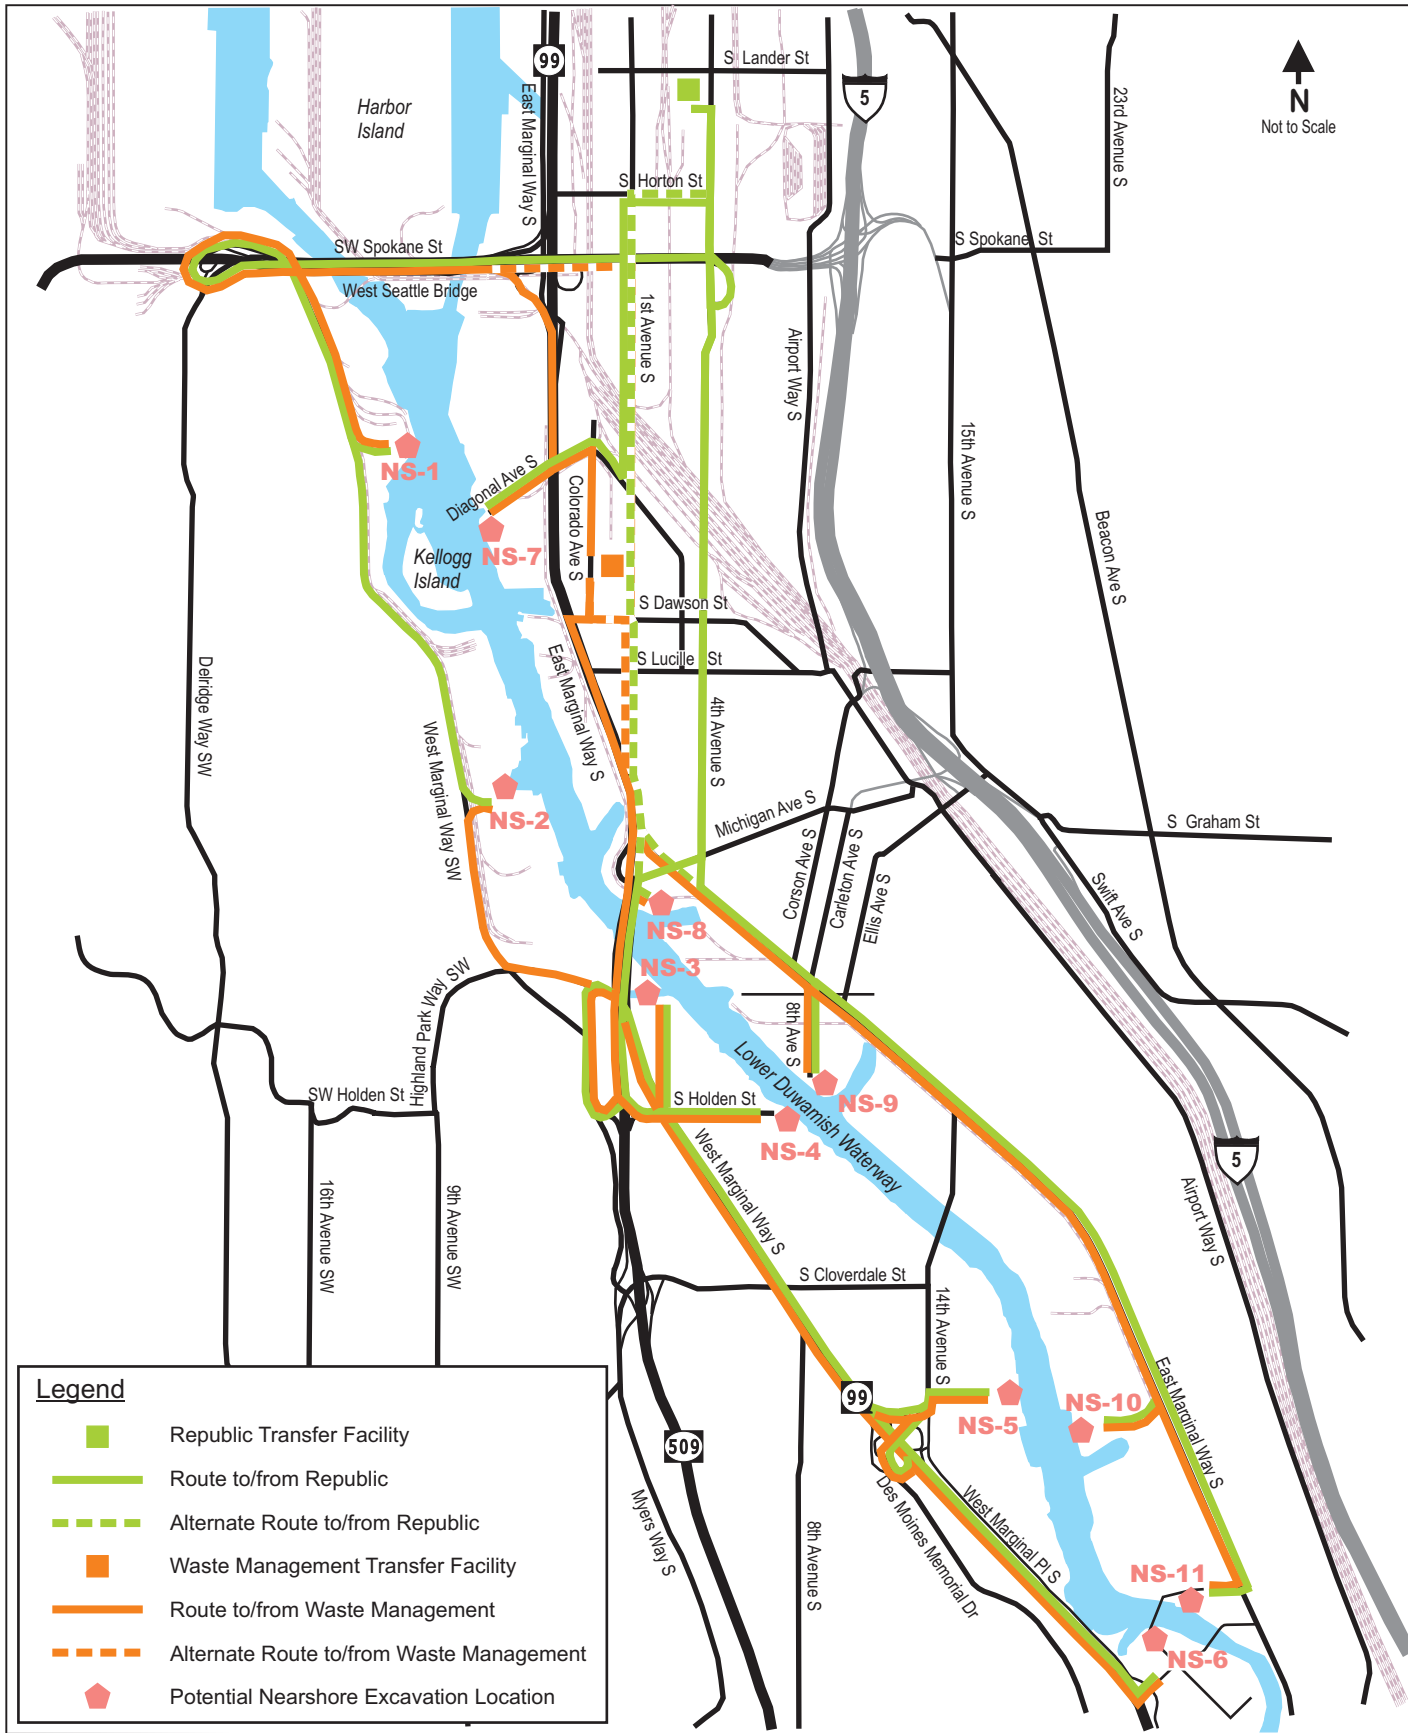 S Lander St
99
5
N
Not to Scale
Harbor
Island
East Marginal Way S
23rd Avenue S
S Horton St
SW Spokane St
S Spokane St
West Seattle Bridge
1st Avenue S
Airport Way S
15th Avenue S
NS-1
Diagonal Ave S
Colorado Ave S
NS-7
Kellogg
Island
Beacon Ave S
S Dawson St
S Lucille St
East Marginal Way S
Delridge Way SW
4th Avenue S
West Marginal Way SW
NS-2
Michigan Ave S
S Graham St
Corson Ave S
Carleton Ave S
Ellis Ave S
Swift Ave S
NS-8
NS-3
Highland Park Way SW
8th Ave S
Lower Duwamish Waterway
SW Holden St
S Holden St
NS-9
NS-4
West Marginal Way S
5
Airport Way S
16th Avenue SW
9th Avenue SW
S Cloverdale St
14th Avenue S
East Marginal Way S
99
NS-5
NS-10
509
Des Moines Memorial Dr
West Marginal Pl S
Myers Way S
8th Avenue S
NS-11
NS-6
Legend
Republic Transfer Facility
Route to/from Republic
Alternate Route to/from Republic
Waste Management Transfer Facility
Route to/from Waste Management
Alternate Route to/from Waste Management
Potential Nearshore Excavation Location